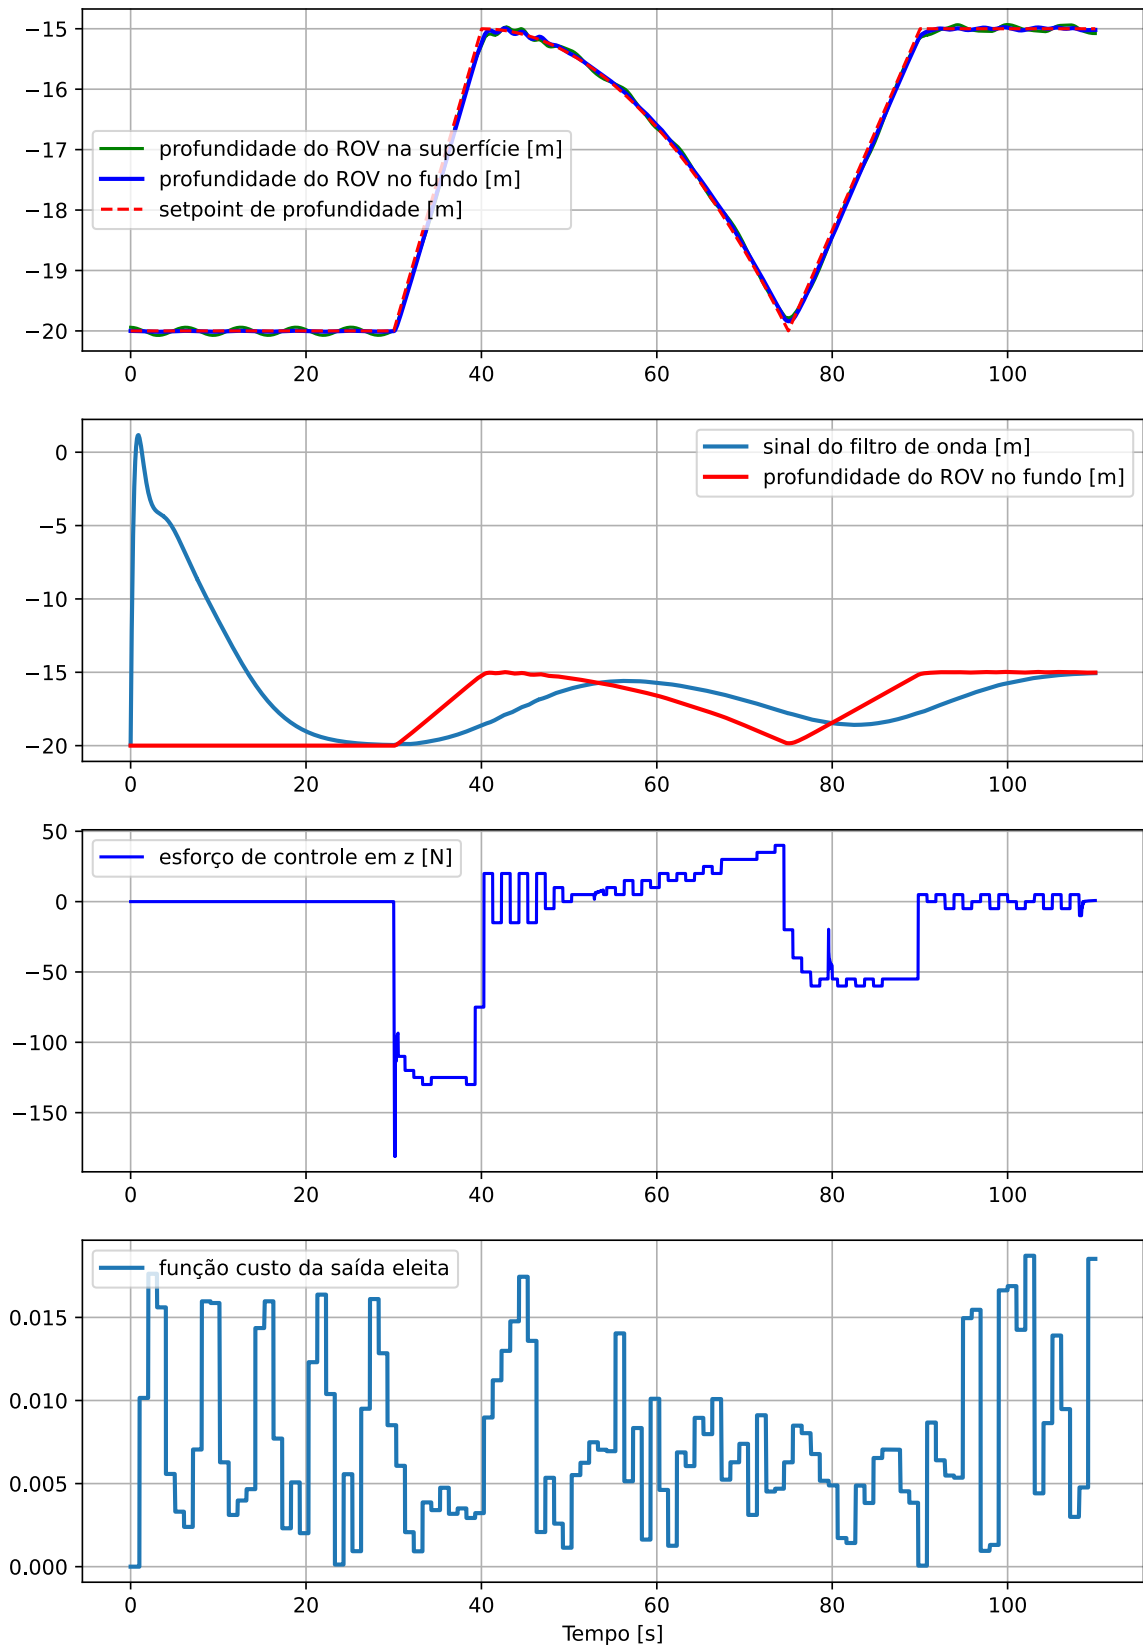 −15
−16
−17
−18
−19
−20
profundidade do ROV na superfície [m]
profundidade do ROV no fundo [m]
setpoint de profundidade [m]
0 20 40 60 80 100
0
−5
−10
−15
−20
sinal do filtro de onda [m]
profundidade do ROV no fundo [m]
0 20 40 60 80 100
50
0
−50
−100
−150
esforço de controle em z [N]
0 20 40 60 80 100
0.015
0.010
0.005
0.000
função custo da saída eleita
0 20 40 60 80 100
Tempo [s]